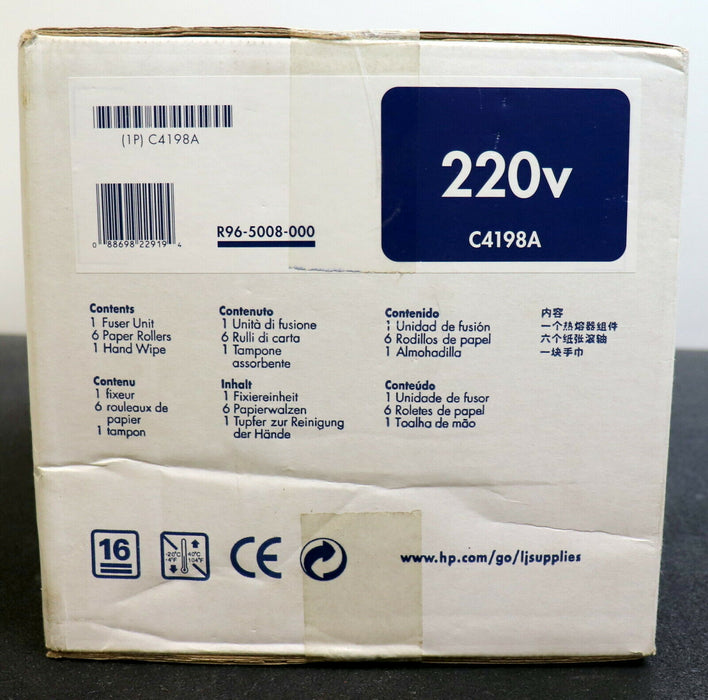 (1P) C4198A
0 88698 22919 4
R96-5008-000
220v
C4198A
Contents
1 Fuser Unit
6 Paper Rollers
1 Hand Wipe
Contenuto
1 Unità di fusione
6 Rulli di carta
1 Tampone
assorbente
Contenido
1 Unidad de fusión
6 Rodillos de papel
1 Almohadilla
内容
一个热熔器组件
六个纸张滚轴
一块手巾
Contenu
1 fixeur
6 rouleaux de
papier
1 tampon
Inhalt
1 Fixiereinheit
6 Papierwalzen
1 Tupfer zur Reinigung
der Hände
Conteúdo
1 Unidade de fusor
6 Roletes de papel
1 Toalha de mão
16
-20°C
-4°F
40°C
104°F
CE
www.hp.com/go/ljsupplies